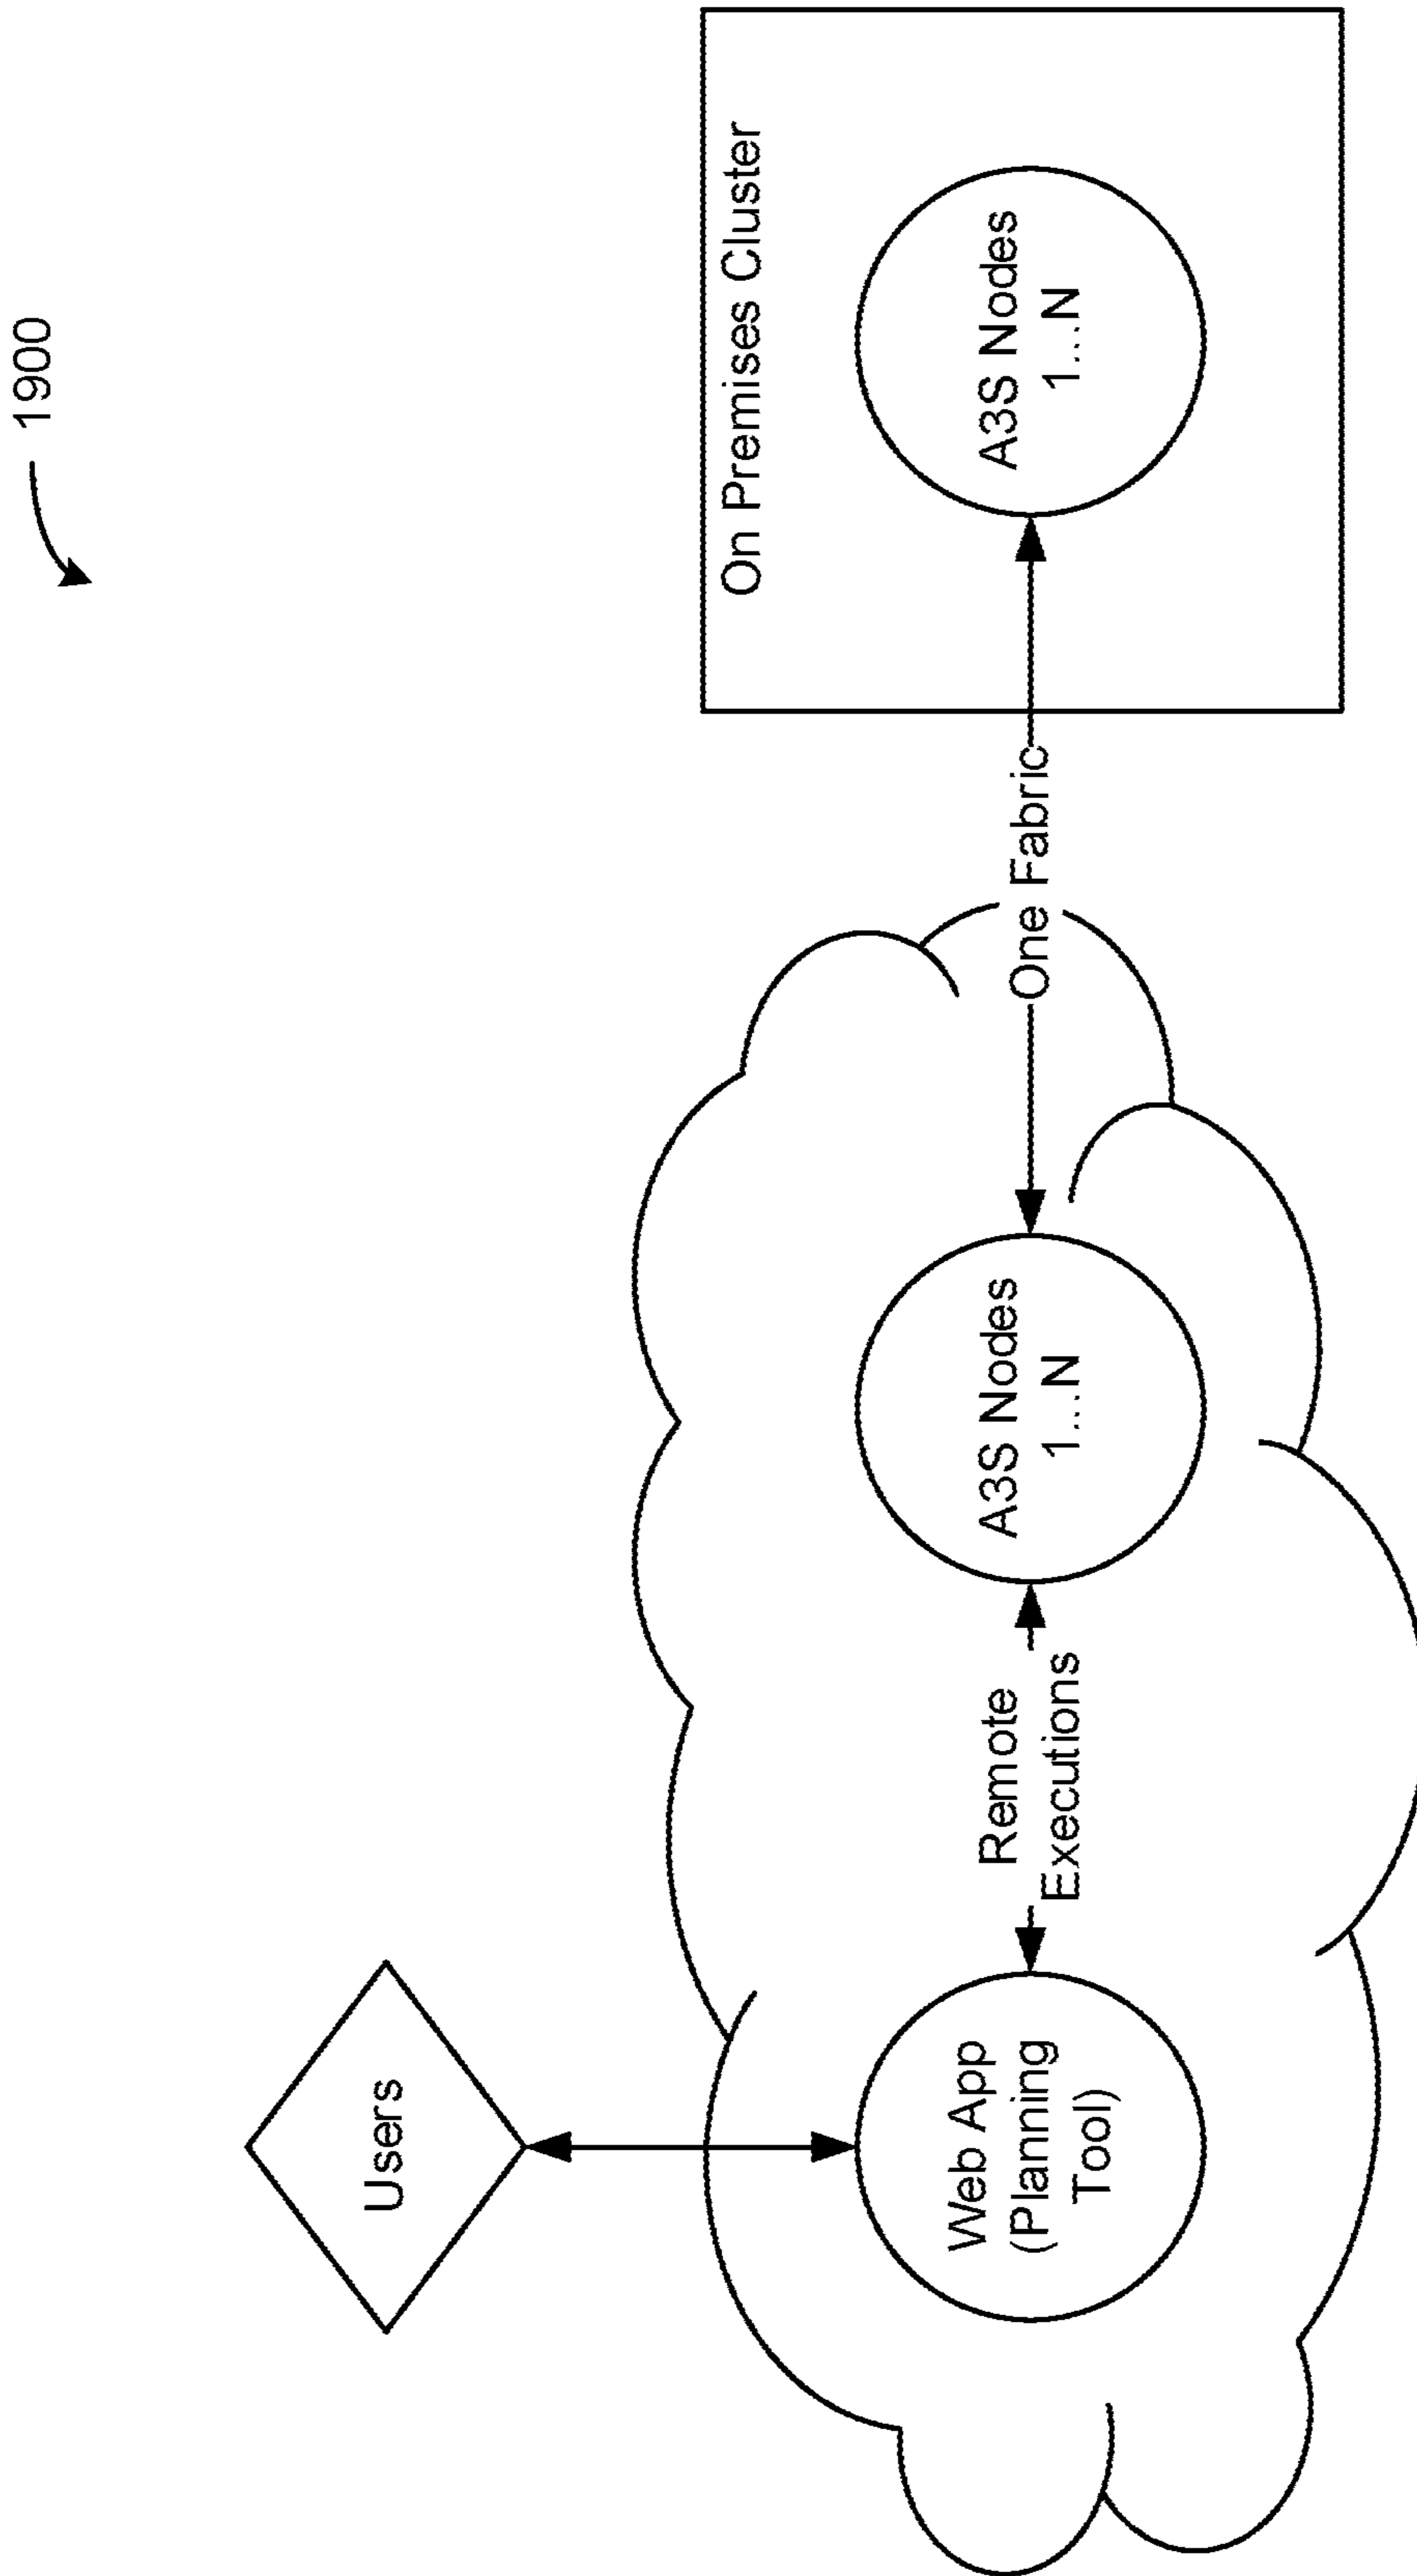 1900
Users
On Premises Cluster
Web App
(Planning
Tool)
Remote
Executions
A3S Nodes
1...N
One Fabric
A3S Nodes
1...N